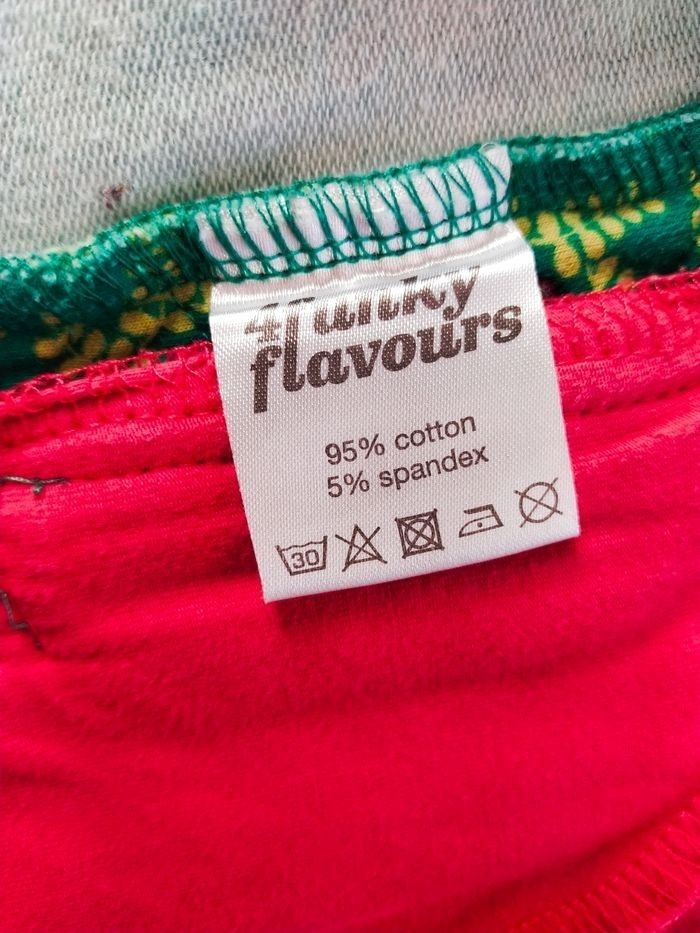 4funky
flavours
95% cotton
5% spandex
30